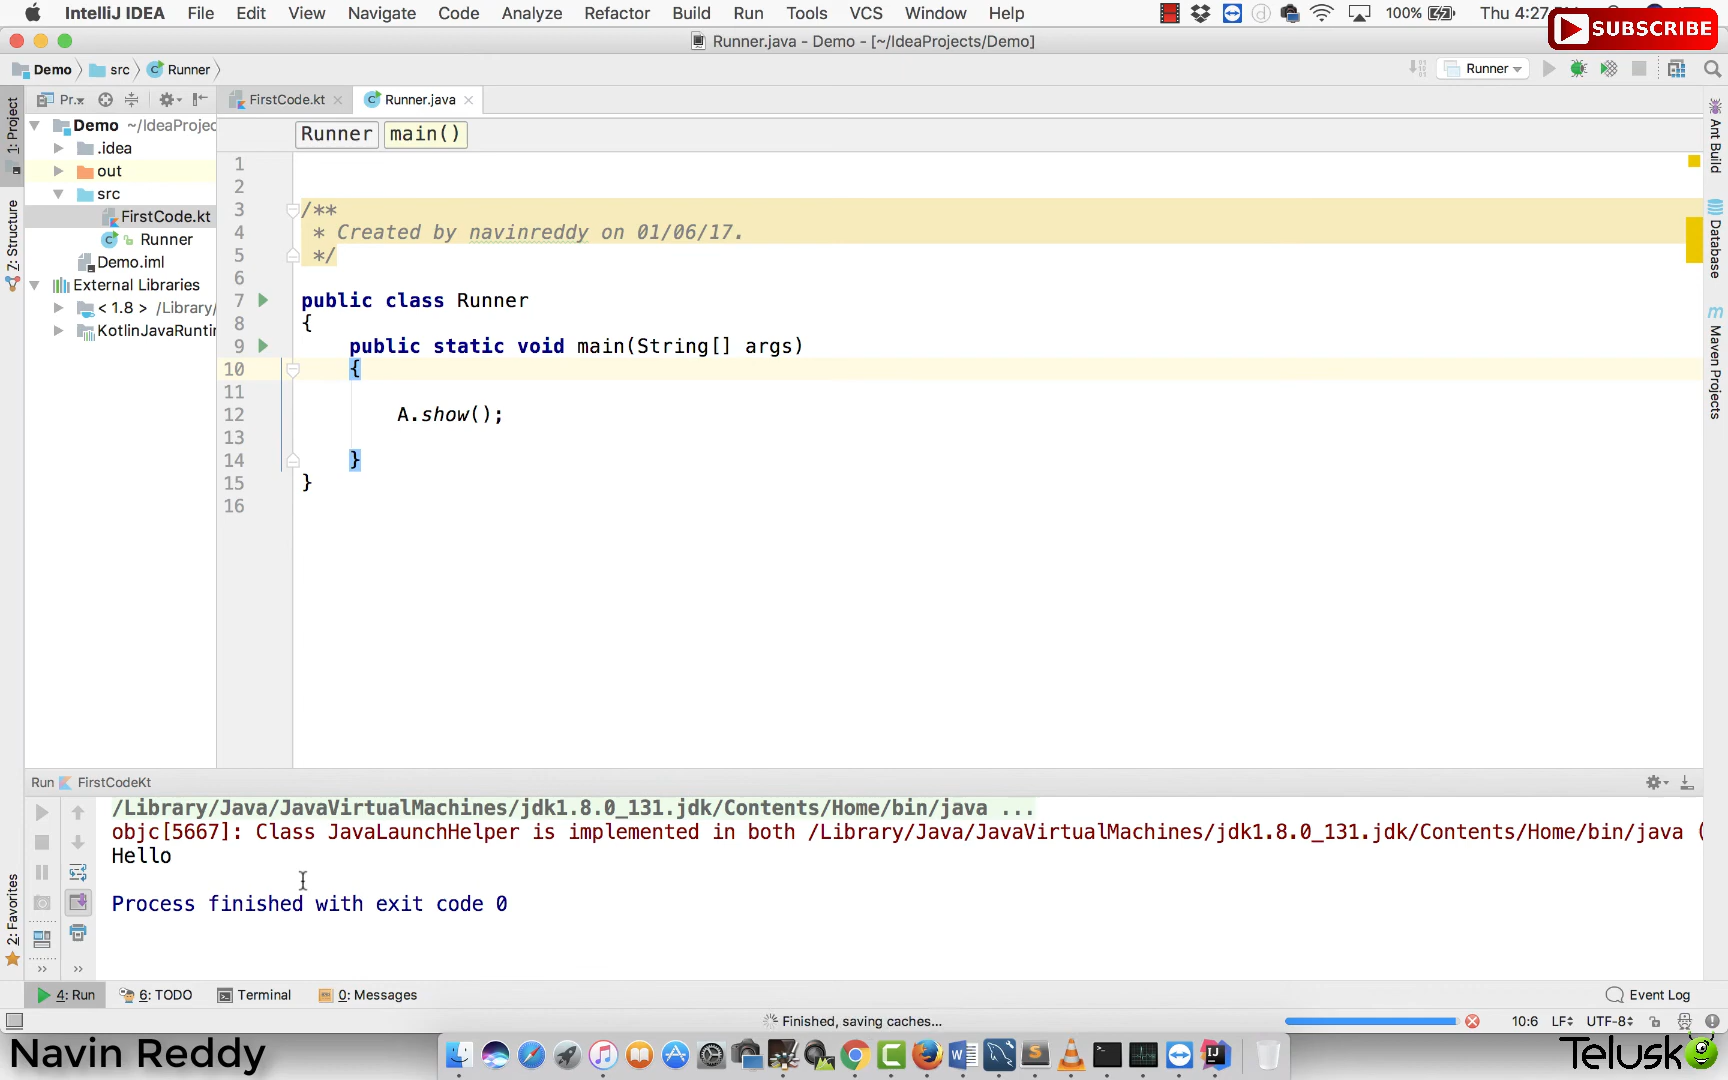 IntelliJ IDEA File Edit View Navigate Code Analyze Refactor Build Run Tools VCS Window Help 100% Thu 4:27
SUBSCRIBE
Runner.java - Demo - [~/IdeaProjects/Demo]
Demo src Runner
Runner
1: Project
Pr.
FirstCode.kt
Runner.java
Runner main()
Demo ~/IdeaProjec
.idea
out
src
FirstCode.kt
Runner
Demo.iml
External Libraries
< 1.8 > /Library/
KotlinJavaRunti
7: Structure
2: Favorites
1
2
3 /**
4 * Created by navinreddy on 01/06/17.
5 */
6
7 public class Runner
8 {
9 public static void main(String[] args)
10 {
11
12 A.show();
13
14 }
15 }
16
Ant Build
Database
m Maven Projects
Run FirstCodeKt
/Library/Java/JavaVirtualMachines/jdk1.8.0_131.jdk/Contents/Home/bin/java ...
objc[5667]: Class JavaLaunchHelper is implemented in both /Library/Java/JavaVirtualMachines/jdk1.8.0_131.jdk/Contents/Home/bin/java (
Hello
Process finished with exit code 0
4: Run 6: TODO Terminal 0: Messages Event Log
Finished, saving caches... 10:6 LF UTF-8
Navin Reddy
Telusko